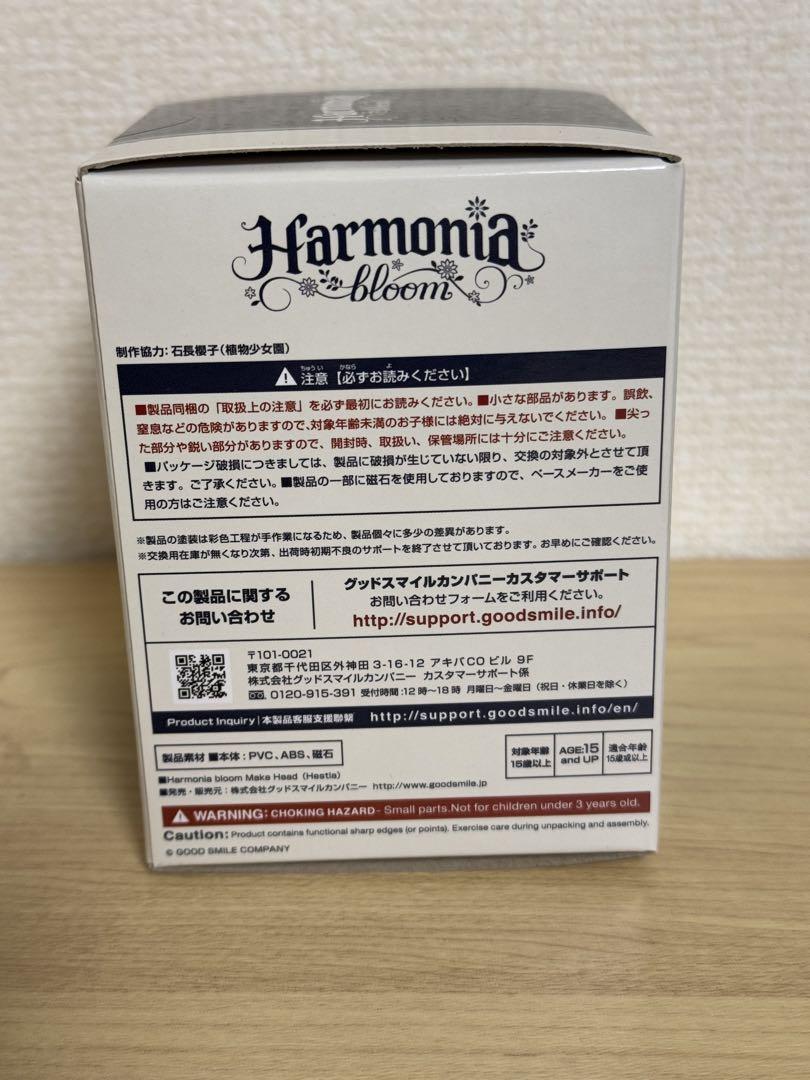 Harmonia
bloom
制作協力：石長櫻子（植物少女園）
注意【必ずお読みください】
■製品同梱の「取扱上の注意」を必ず最初にお読みください。■小さな部品があります。誤飲、
窒息などの危険がありますので、対象年齢未満のお子様には絶対に与えないでください。■尖っ
た部分や鋭い部分がありますので、開封時、取扱い、保管場所には十分にご注意ください。
■パッケージ破損につきましては、製品に破損が生じていない限り、交換の対象外とさせて頂
きます。ご了承ください。■製品の一部に磁石を使用しておりますので、ペースメーカーをご使
用の方はご注意ください。
※製品の塗装は彩色工程が手作業になるため、製品個々に多少の差異があります。
※交換用在庫が無くなり次第、出荷時初期不良のサポートを終了させて頂いております。お早めにご確認ください。
この製品に関する
お問い合わせ
グッドスマイルカンパニーカスタマーサポート
お問い合わせフォームをご利用ください。
http://support.goodsmile.info/
〒101-0021
東京都千代田区外神田 3-16-12 アキバCO ビル 9F
株式会社グッドスマイルカンパニー カスタマーサポート係
0120-915-391 受付時間：12時〜18時 月曜日〜金曜日（祝日・休業日を除く）
Product Inquiry | 本製品客服支援聯繫 http://support.goodsmile.info/en/
製品素材 ■本体：PVC、ABS、磁石
対象年齢
15歳以上
AGE:15
and UP
適合年齢
15歳或以上
■Harmonia bloom Make Head（Hestia）
■発売・販売元：株式会社グッドスマイルカンパニー http://www.goodsmile.jp
WARNING: CHOKING HAZARD- Small parts.Not for children under 3 years old.
Caution: Product contains functional sharp edges (or points). Exercise care during unpacking and assembly.
© GOOD SMILE COMPANY